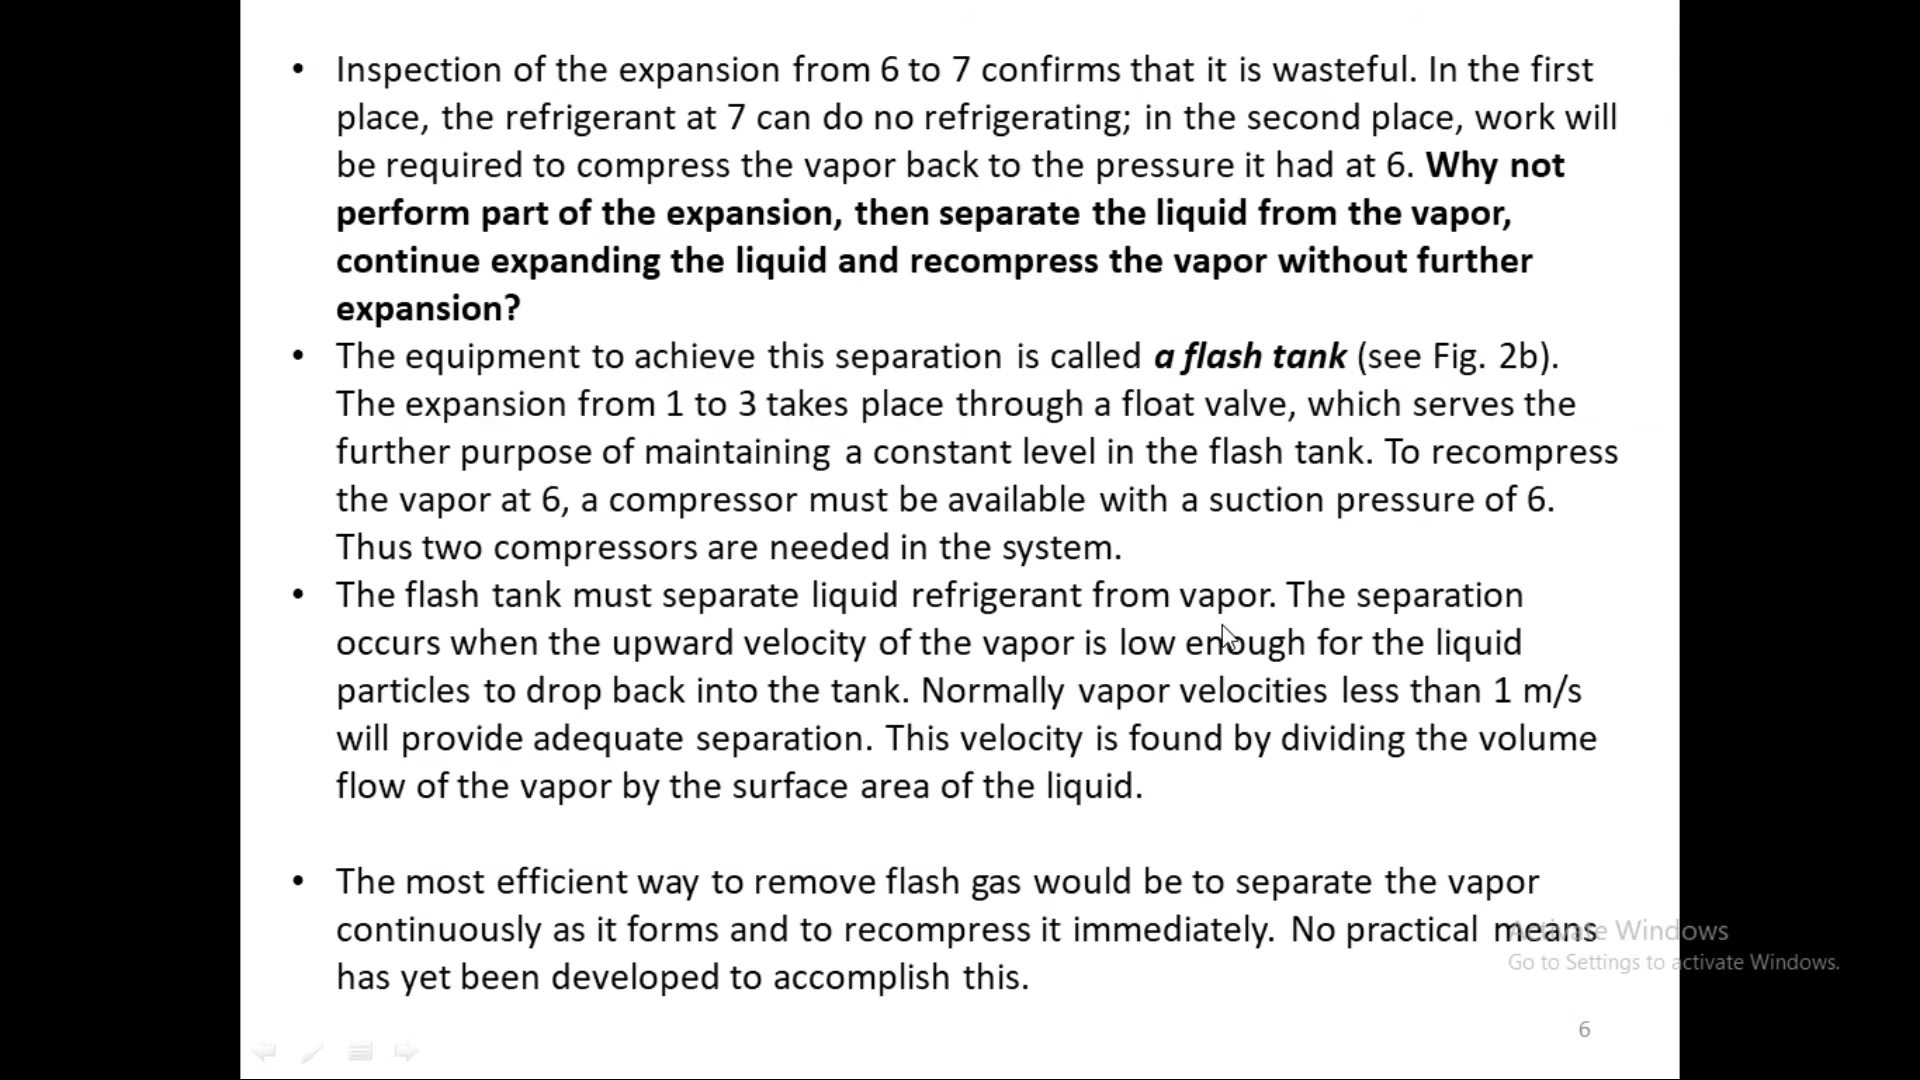 • Inspection of the expansion from 6 to 7 confirms that it is wasteful. In the first
place, the refrigerant at 7 can do no refrigerating; in the second place, work will
be required to compress the vapor back to the pressure it had at 6. Why not
perform part of the expansion, then separate the liquid from the vapor,
continue expanding the liquid and recompress the vapor without further
expansion?
• The equipment to achieve this separation is called a flash tank (see Fig. 2b).
The expansion from 1 to 3 takes place through a float valve, which serves the
further purpose of maintaining a constant level in the flash tank. To recompress
the vapor at 6, a compressor must be available with a suction pressure of 6.
Thus two compressors are needed in the system.
• The flash tank must separate liquid refrigerant from vapor. The separation
occurs when the upward velocity of the vapor is low enough for the liquid
particles to drop back into the tank. Normally vapor velocities less than 1 m/s
will provide adequate separation. This velocity is found by dividing the volume
flow of the vapor by the surface area of the liquid.
• The most efficient way to remove flash gas would be to separate the vapor
continuously as it forms and to recompress it immediately. No practical means
has yet been developed to accomplish this.
Activate Windows
Go to Settings to activate Windows.
6